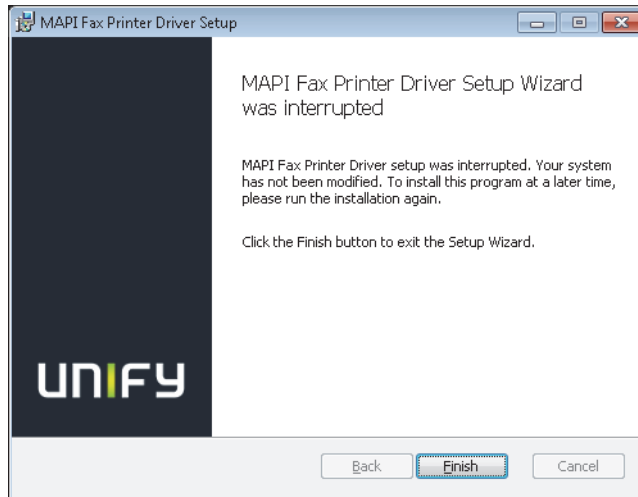 MAPI Fax Printer Driver Setup
MAPI Fax Printer Driver Setup Wizard
was interrupted
MAPI Fax Printer Driver setup was interrupted. Your system
has not been modified. To install this program at a later time,
please run the installation again.
Click the Finish button to exit the Setup Wizard.
UNIFY
Back
Finish
Cancel